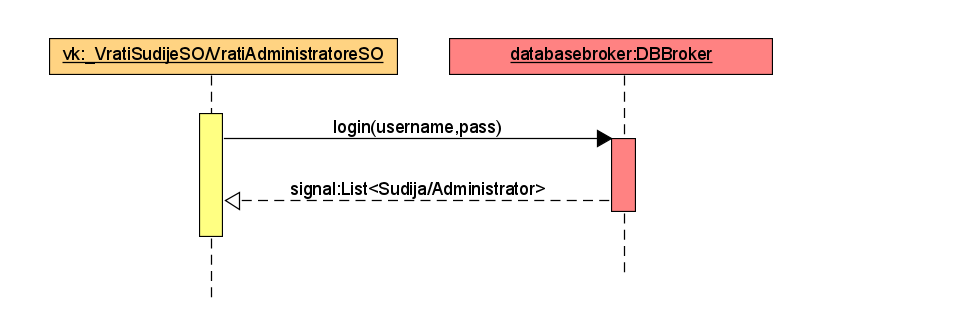 vk:_VratiSudijeSO/VratiAdministratoreSO
databasebroker:DBBroker
login(username,pass)
signal:List<Sudija/Administrator>